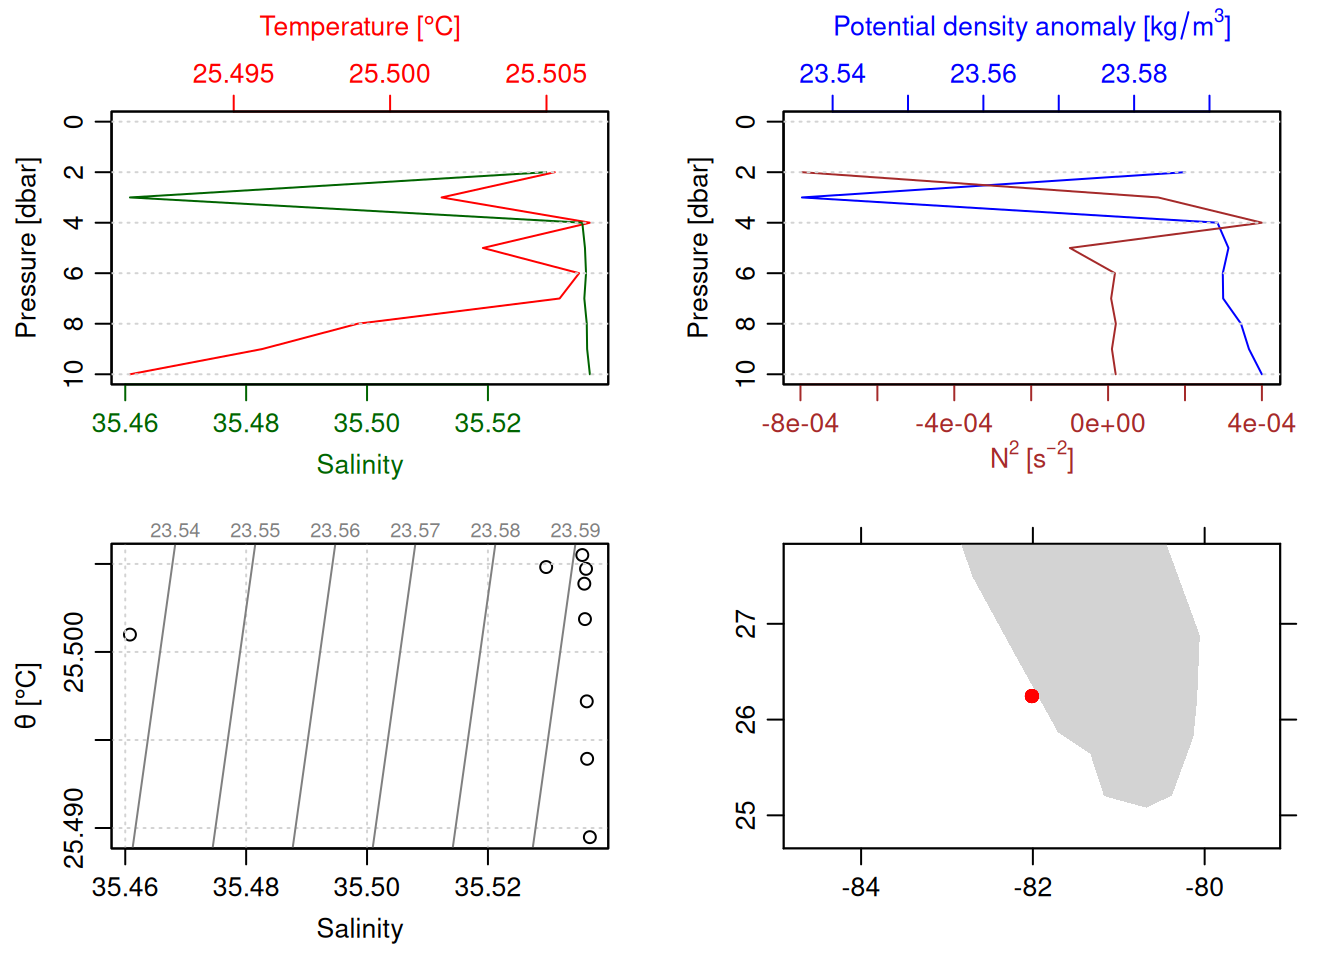 Temperature [°C]
25.495 25.500 25.505
Pressure [dbar]
0
2
4
6
8
10
35.46 35.48 35.50 35.52
Salinity
Potential density anomaly [kg/m³]
23.54 23.56 23.58
Pressure [dbar]
0
2
4
6
8
10
-8e-04 -4e-04 0e+00 4e-04
N² [s⁻²]
23.54 23.55 23.56 23.57 23.58 23.59
θ [°C]
25.500
25.490
35.46 35.48 35.50 35.52
Salinity
27
26
25
-84 -82 -80